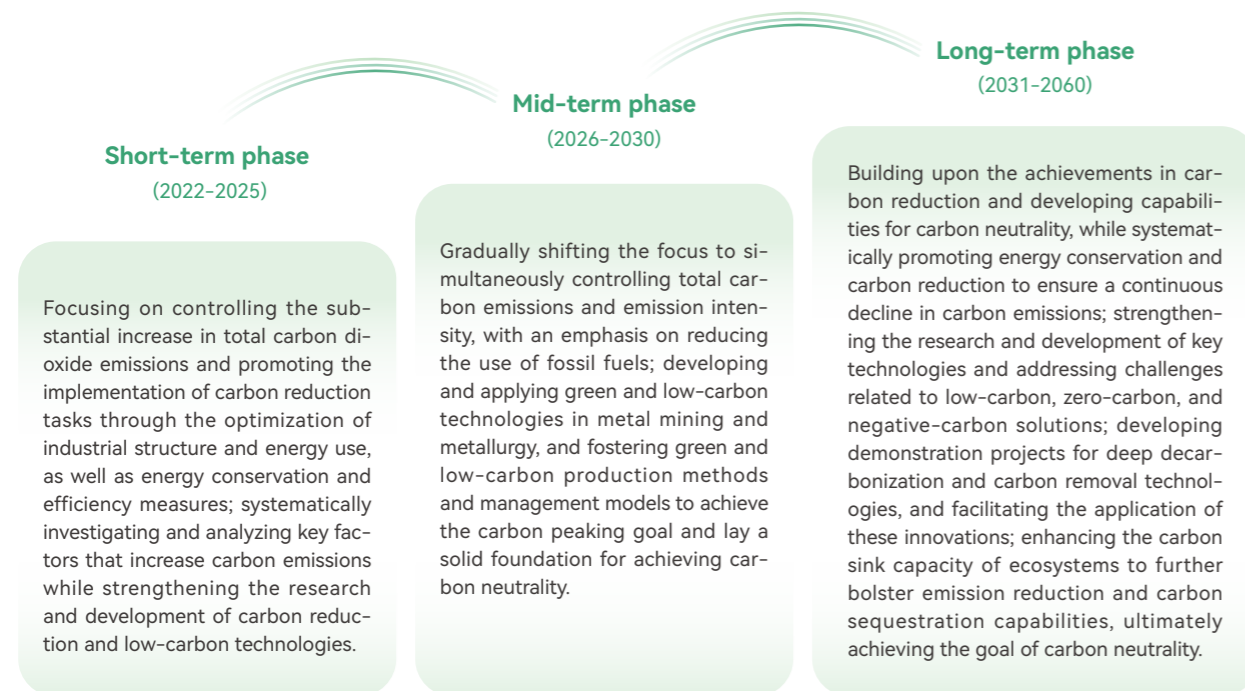 Short-term phase
(2022-2025)
Focusing on controlling the sub-
stantial increase in total carbon di-
oxide emissions and promoting the
implementation of carbon reduction
tasks through the optimization of
industrial structure and energy use,
as well as energy conservation and
efficiency measures; systematically
investigating and analyzing key fac-
tors that increase carbon emissions
while strengthening the research
and development of carbon reduc-
tion and low-carbon technologies.
Mid-term phase
(2026-2030)
Gradually shifting the focus to si-
multaneously controlling total car-
bon emissions and emission inten-
sity, with an emphasis on reducing
the use of fossil fuels; developing
and applying green and low-carbon
technologies in metal mining and
metallurgy, and fostering green and
low-carbon production methods
and management models to achieve
the carbon peaking goal and lay a
solid foundation for achieving car-
bon neutrality.
Long-term phase
(2031-2060)
Building upon the achievements in car-
bon reduction and developing capabili-
ties for carbon neutrality, while systemat-
ically promoting energy conservation and
carbon reduction to ensure a continuous
decline in carbon emissions; strengthen-
ing the research and development of key
technologies and addressing challenges
related to low-carbon, zero-carbon, and
negative-carbon solutions; developing
demonstration projects for deep decar-
bonization and carbon removal technol-
ogies, and facilitating the application of
these innovations; enhancing the carbon
sink capacity of ecosystems to further
bolster emission reduction and carbon
sequestration capabilities, ultimately
achieving the goal of carbon neutrality.